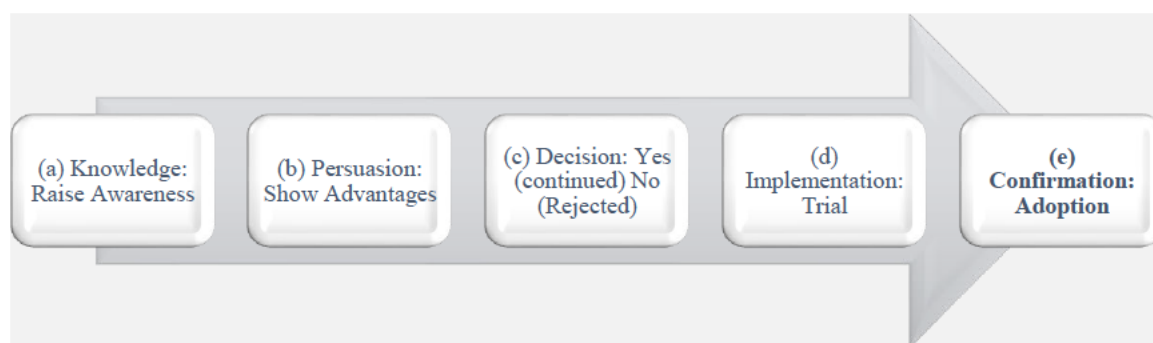 (a) Knowledge:
Raise Awareness
(b) Persuasion:
Show Advantages
(c) Decision: Yes
(continued) No
(Rejected)
(d)
Implementation:
Trial
(e)
Confirmation:
Adoption